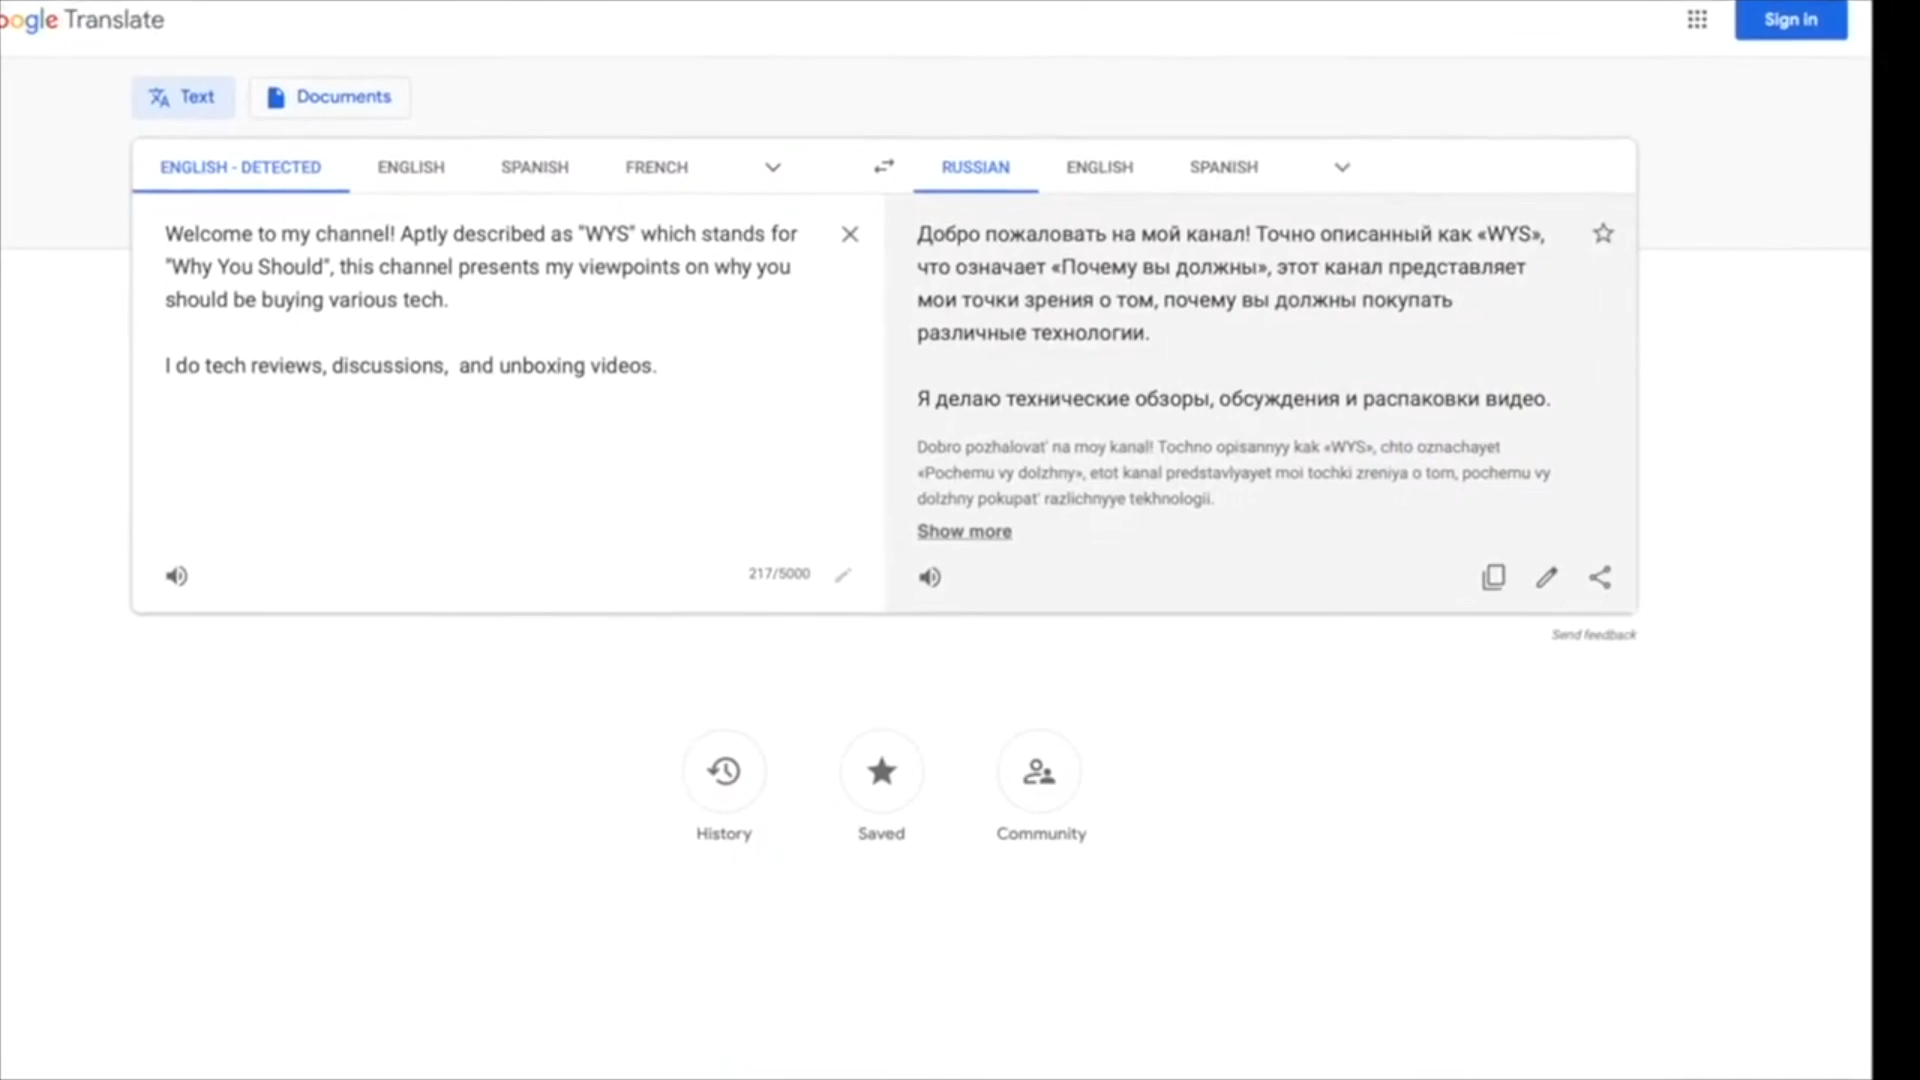 oogle Translate
Sign in
Text
Documents
ENGLISH - DETECTED
ENGLISH
SPANISH
FRENCH
RUSSIAN
ENGLISH
SPANISH
Welcome to my channel! Aptly described as "WYS" which stands for
"Why You Should", this channel presents my viewpoints on why you
should be buying various tech.
I do tech reviews, discussions,  and unboxing videos.
217/5000
Добро пожаловать на мой канал! Точно описанный как «WYS»,
что означает «Почему вы должны», этот канал представляет
мои точки зрения о том, почему вы должны покупать
различные технологии.
Я делаю технические обзоры, обсуждения и распаковки видео.
Dobro pozhalovat' na moy kanal! Tochno opisannyy kak «WYS», chto oznachayet
«Pochemu vy dolzhny», etot kanal predstavlyayet moi tochki zreniya o tom, pochemu vy
dolzhny pokupat' razlichnyye tekhnologii.
Show more
Send feedback
History
Saved
Community